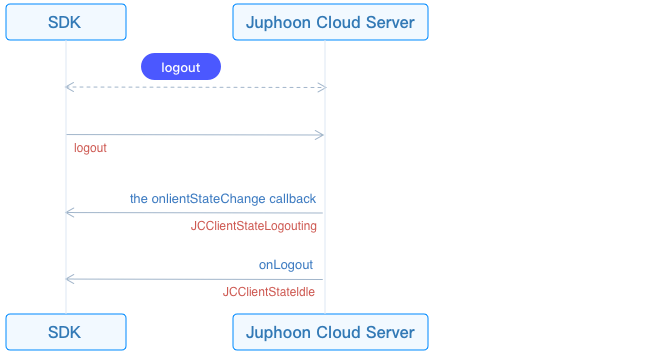 SDK
Juphoon Cloud Server
logout
logout
the onlientStateChange callback
JCClientStateLogouting
onLogout
JCClientStateIdle
SDK
Juphoon Cloud Server